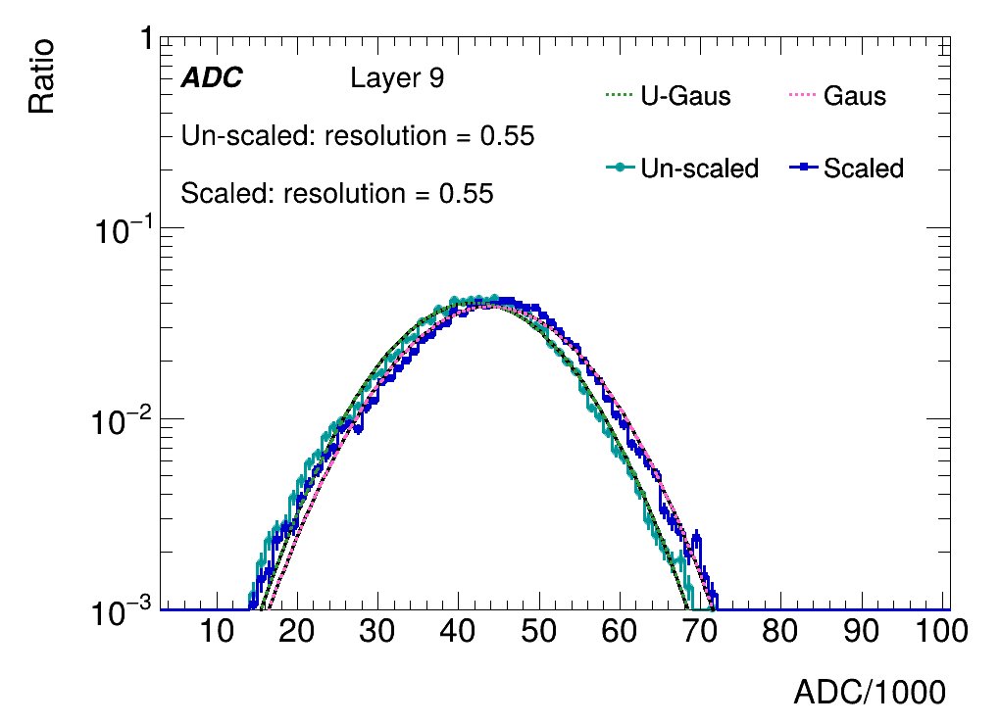 Ratio
1
10⁻¹
10⁻²
10⁻³
ADC Layer 9
Un-scaled: resolution = 0.55
Scaled: resolution = 0.55
U-Gaus Gaus
Un-scaled Scaled
10 20 30 40 50 60 70 80 90 100
ADC/1000